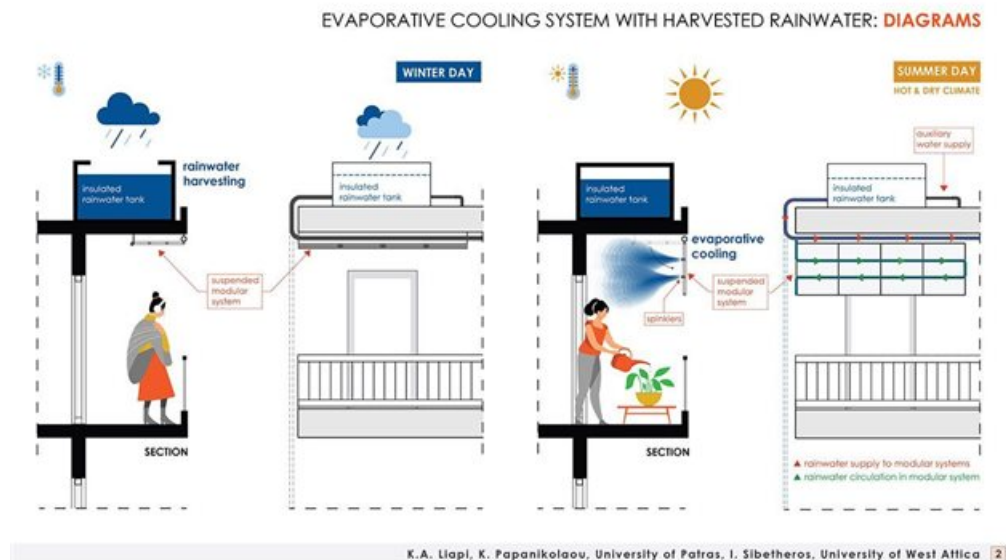 EVAPORATIVE COOLING SYSTEM WITH HARVESTED RAINWATER: DIAGRAMS
WINTER DAY
SUMMER DAY
HOT & DRY CLIMATE
rainwater
harvesting
insulated
rainwater tank
insulated
rainwater tank
suspended
modular
system
SECTION
auxiliary
water supply
insulated
rainwater tank
insulated
rainwater tank
evaporative
cooling
suspended
modular
system
spinklers
SECTION
rainwater supply to modular systems
rainwater circulation in modular system
K.A. Liapi, K. Papanikolaou, University of Patras, I. Sibetheros, University of West Attica 2